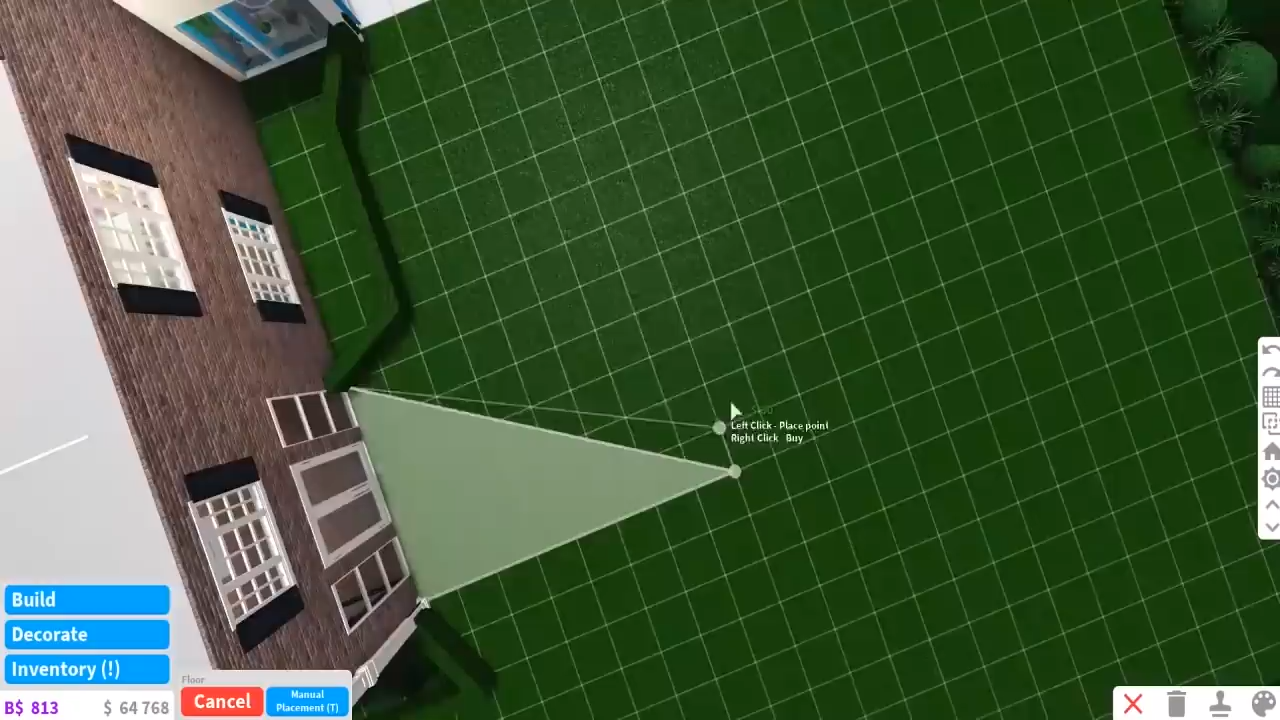 Left Click - Place point
Right Click Buy
Build
Decorate
Inventory (!)
B$ 813
$ 64 768
Floor
Cancel
Manual
Placement (T)